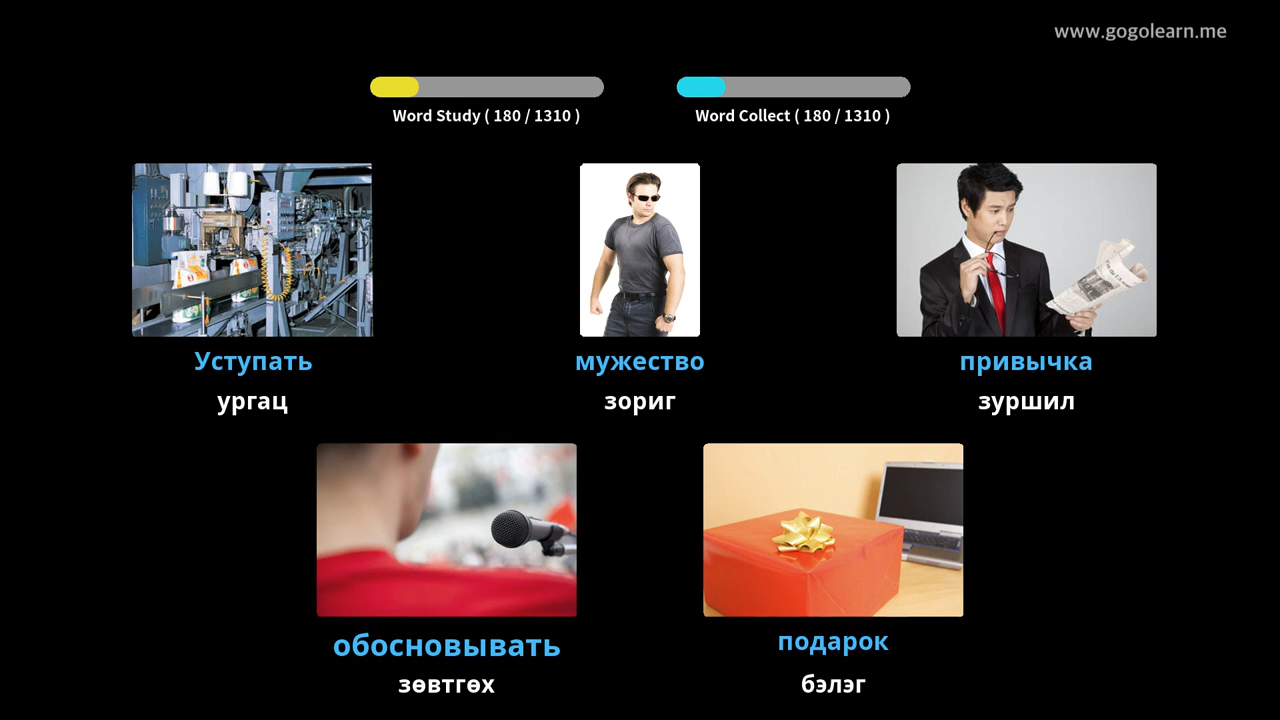 www.gogolearn.me
Word Study ( 180 / 1310 )
Word Collect ( 180 / 1310 )
Уступать
ургац
мужество
зориг
привычка
зуршил
обосновывать
зөвтгөх
подарок
бэлэг